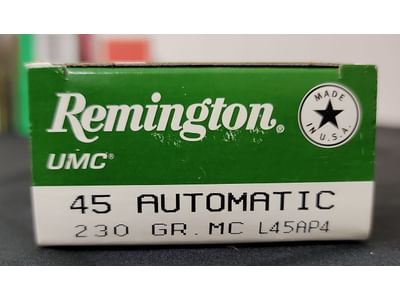 Remington®
UMC®
MADE
IN U.S.A.
45 AUTOMATIC
230 GR. MC L45AP4